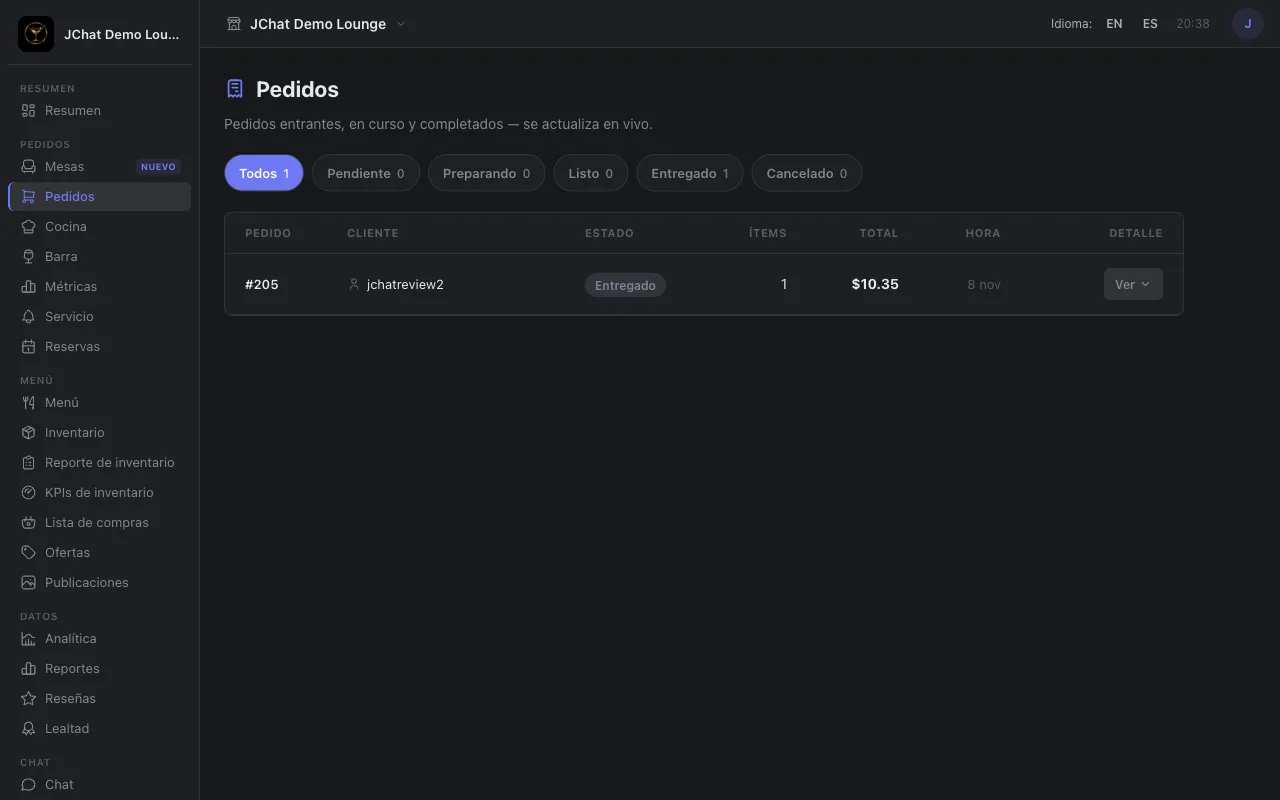 JChat Demo Lou...
RESUMEN
Resumen
PEDIDOS
Mesas NUEVO
Pedidos
Cocina
Barra
Métricas
Servicio
Reservas
MENÚ
Menú
Inventario
Reporte de inventario
KPIs de inventario
Lista de compras
Ofertas
Publicaciones
DATOS
Analítica
Reportes
Reseñas
Lealtad
CHAT
Chat
JChat Demo Lounge
Idioma: EN ES 20:38 J
Pedidos
Pedidos entrantes, en curso y completados — se actualiza en vivo.
Todos 1 Pendiente 0 Preparando 0 Listo 0 Entregado 1 Cancelado 0
PEDIDO CLIENTE ESTADO ÍTEMS TOTAL HORA DETALLE
#205 jchatreview2 Entregado 1 $10.35 8 nov Ver